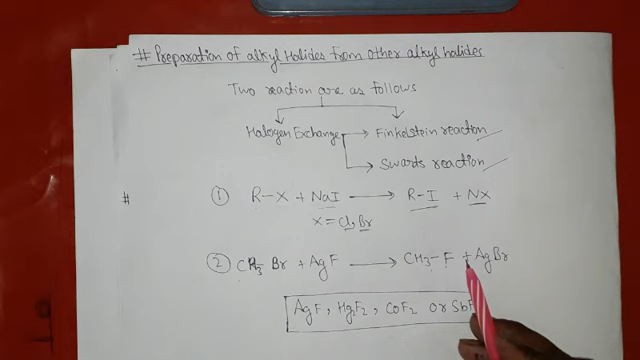 # Preparation of alkyl Halides from other alkyl halides
Two reaction are as follows
Halogen Exchange → Finkelstein reaction
→ Swarts reaction
# ① R-X + NaI → R-I + NX
X = Cl, Br
② CH3 Br + AgF → CH3-F + AgBr
AgF, Hg2F2, CoF2 or SbF